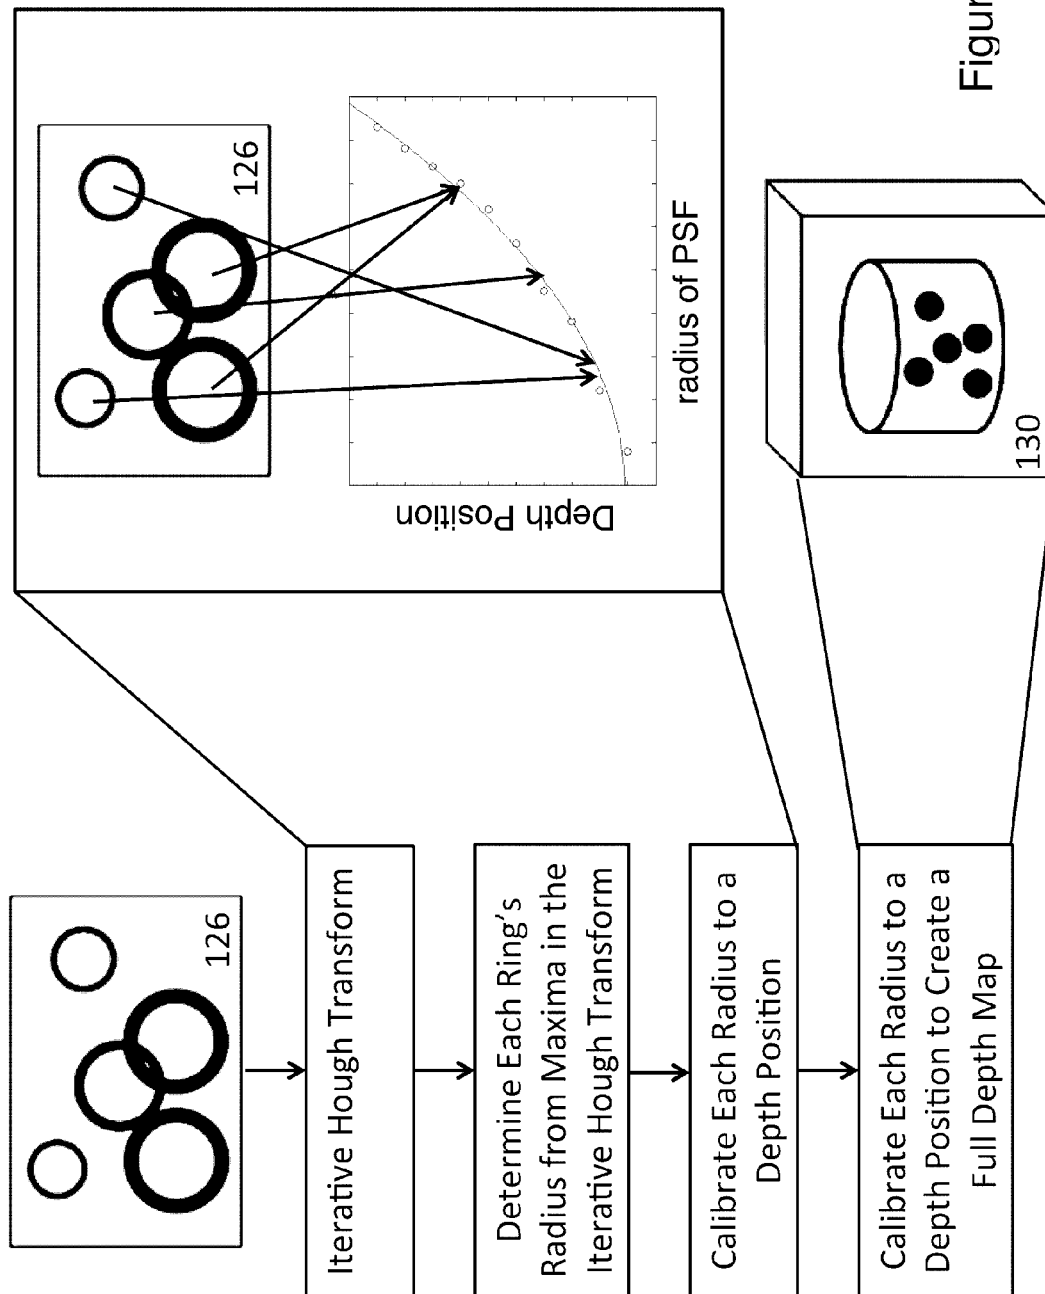 126
Iterative Hough Transform
Determine Each Ring's
Radius from Maxima in the
Iterative Hough Transform
Calibrate Each Radius to a
Depth Position
Calibrate Each Radius to a
Depth Position to Create a
Full Depth Map
126
Depth Position
radius of PSF
130
Figur